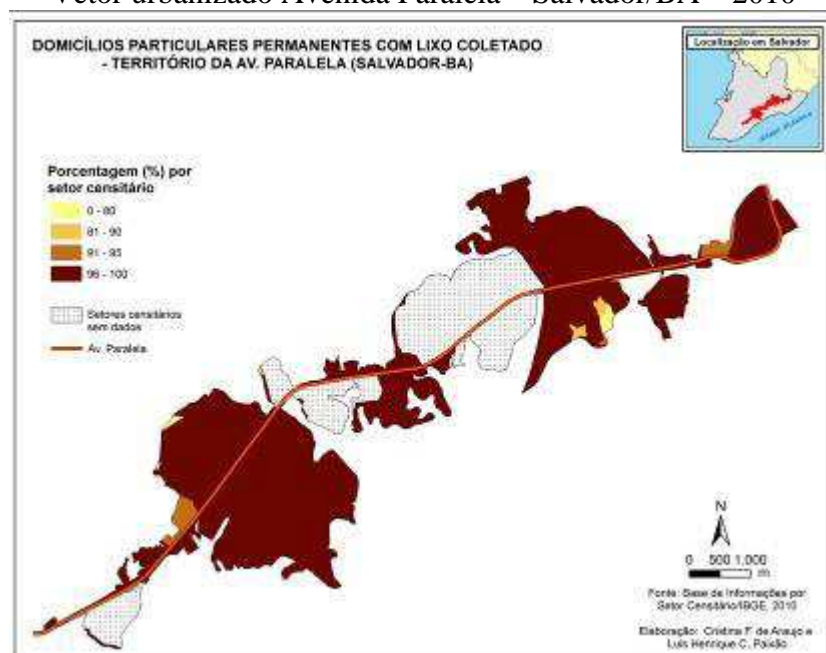 Vetor urbanizado Avenida Paralela - Salvador/BA - 2010
DOMICÍLIOS PARTICULARES PERMANENTES COM LIXO COLETADO
- TERRITÓRIO DA AV. PARALELA (SALVADOR-BA)
Localização em Salvador
Porcentagem (%) por
setor censitário
0 - 80
81 - 90
91 - 95
96 - 100
Setores censitários
sem dados
Av. Paralela
N
0 500 1,000
m
Fonte: Base de Informações por
Setor Censitário/IBGE, 2010
Elaboração: Cristina F. de Araujo e
Luis Henrique C. Paixão